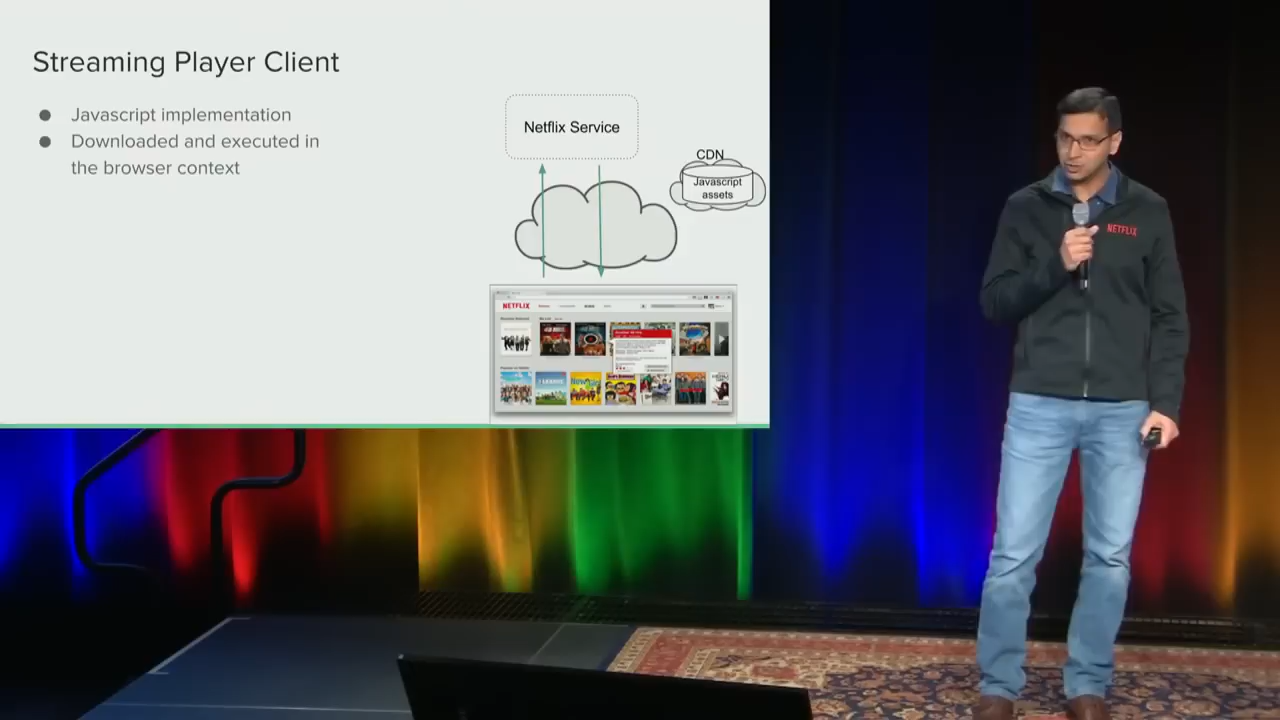 Streaming Player Client
● Javascript implementation
● Downloaded and executed in
the browser context
Netflix Service
CDN
Javascript
assets
NETFLIX
NETFLIX